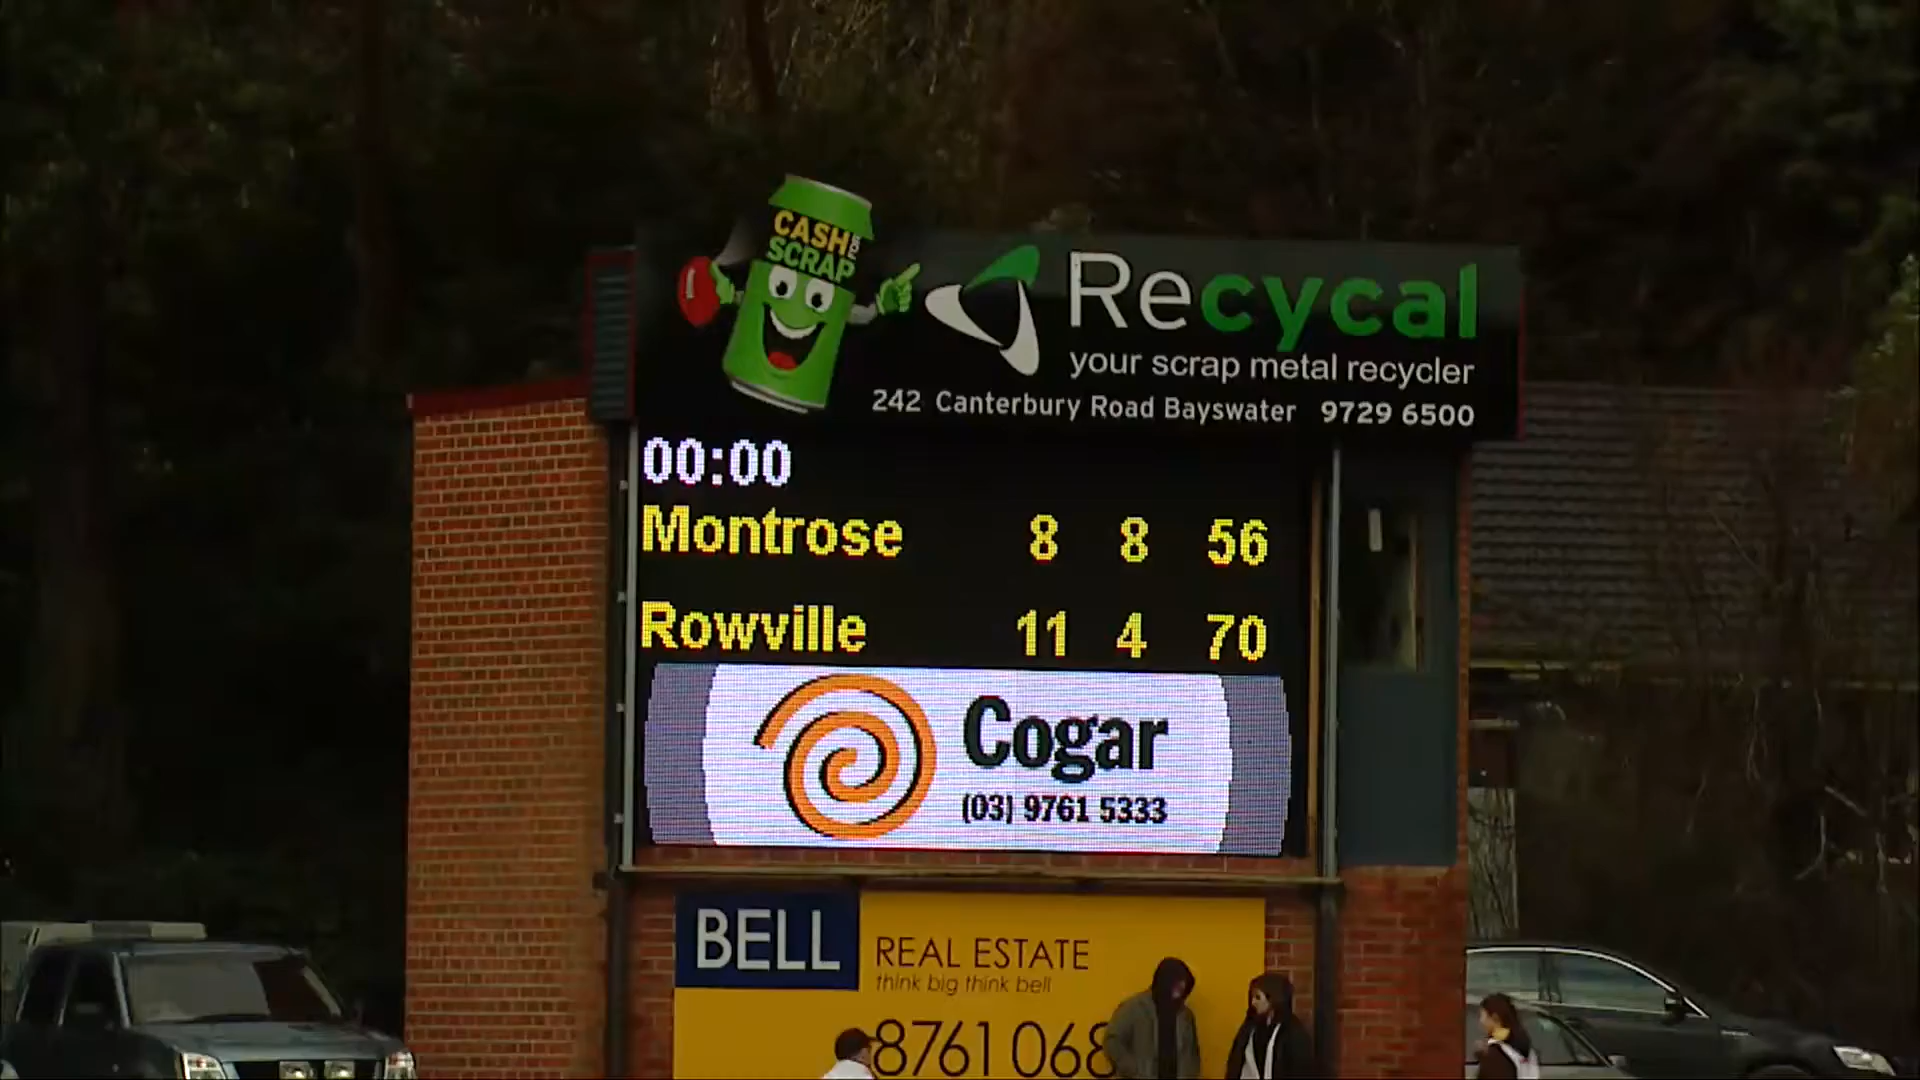 CASH FOR
SCRAP
Recycal
your scrap metal recycler
242 Canterbury Road Bayswater 9729 6500
00:00
Montrose 8 8 56
Rowville 11 4 70
Cogar
(03) 9761 5333
BELL
REAL ESTATE
think big think bell
8761 068